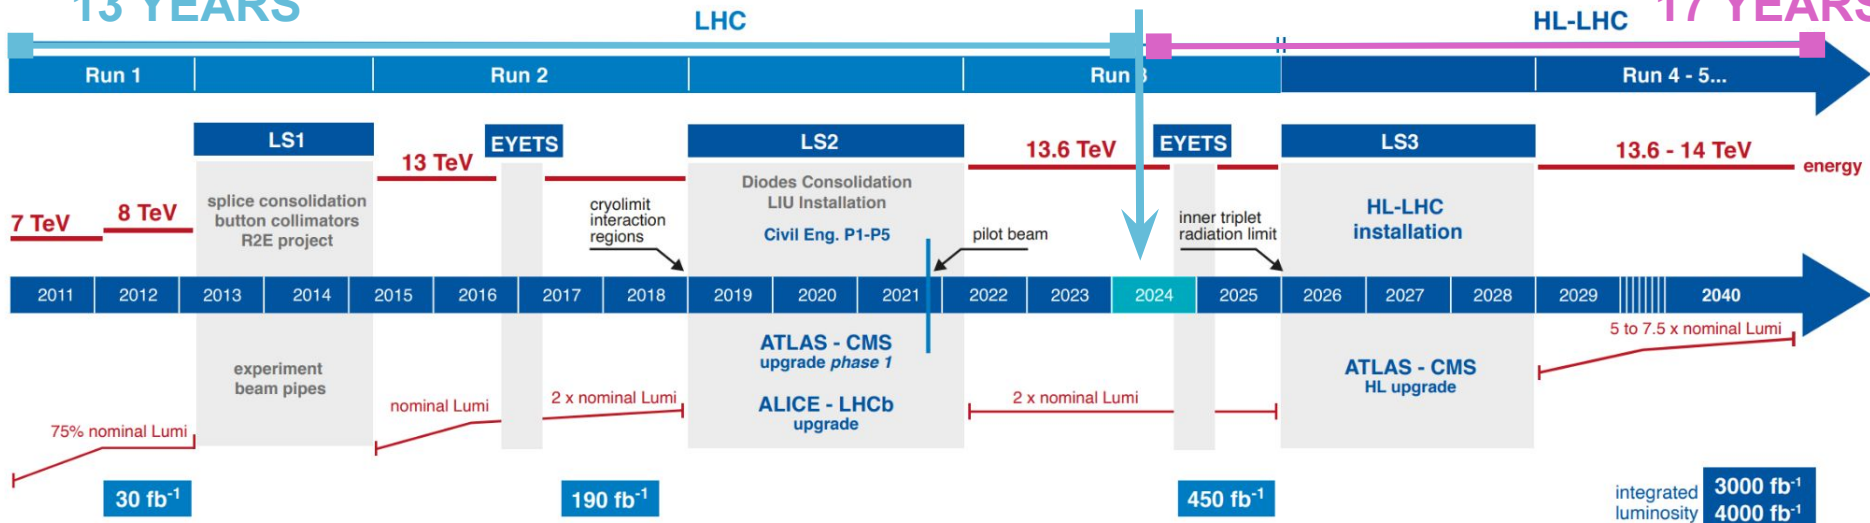 13 YEARS
LHC
HL-LHC
17 YEARS
Run 1
Run 2
Run 3
Run 4 - 5...
LS1
EYETS
LS2
EYETS
LS3
13 TeV
13.6 TeV
13.6 - 14 TeV
energy
7 TeV
8 TeV
splice consolidation
button collimators
R2E project
cryolimit
interaction
regions
Diodes Consolidation
LIU Installation
Civil Eng. P1-P5
pilot beam
inner triplet
radiation limit
HL-LHC
installation
2011
2012
2013
2014
2015
2016
2017
2018
2019
2020
2021
2022
2023
2024
2025
2026
2027
2028
2029
2040
5 to 7.5 x nominal Lumi
experiment
beam pipes
ATLAS - CMS
upgrade phase 1
ALICE - LHCb
upgrade
ATLAS - CMS
HL upgrade
75% nominal Lumi
nominal Lumi
2 x nominal Lumi
2 x nominal Lumi
30 fb⁻¹
190 fb⁻¹
450 fb⁻¹
integrated
luminosity
3000 fb⁻¹
4000 fb⁻¹